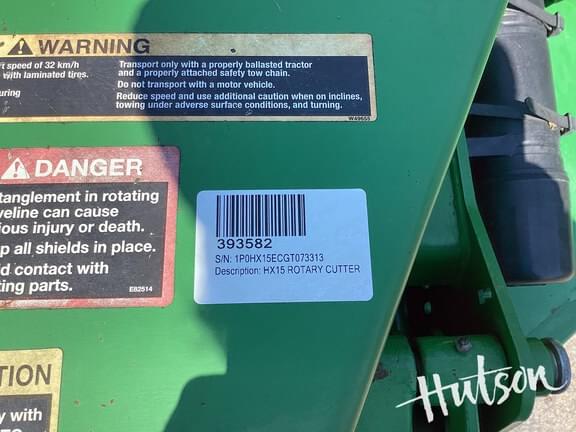 WARNING
t speed of 32 km/h
with laminated tires.
uring
Transport only with a properly ballasted tractor
and a properly attached safety tow chain.
Do not transport with a motor vehicle.
Reduce speed and use additional caution when on inclines,
towing under adverse surface conditions, and turning.
W49655
DANGER
tanglement in rotating
veline can cause
ious injury or death.
p all shields in place.
d contact with
ting parts.
E82514
393582
S/N: 1P0HX15ECGT073313
Description: HX15 ROTARY CUTTER
TION
y with
Hutson